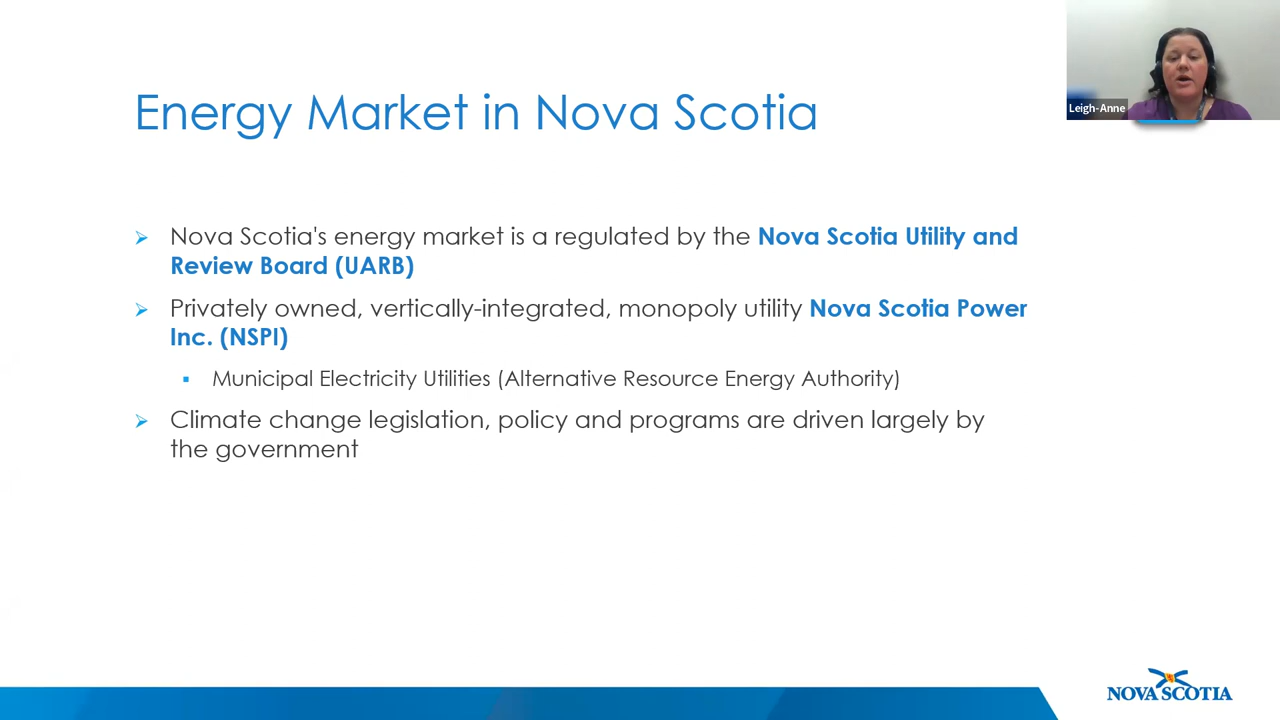 Energy Market in Nova Scotia
Leigh-Anne
Nova Scotia's energy market is a regulated by the Nova Scotia Utility and
Review Board (UARB)
Privately owned, vertically-integrated, monopoly utility Nova Scotia Power
Inc. (NSPI)
Municipal Electricity Utilities (Alternative Resource Energy Authority)
Climate change legislation, policy and programs are driven largely by
the government
NOVA SCOTIA